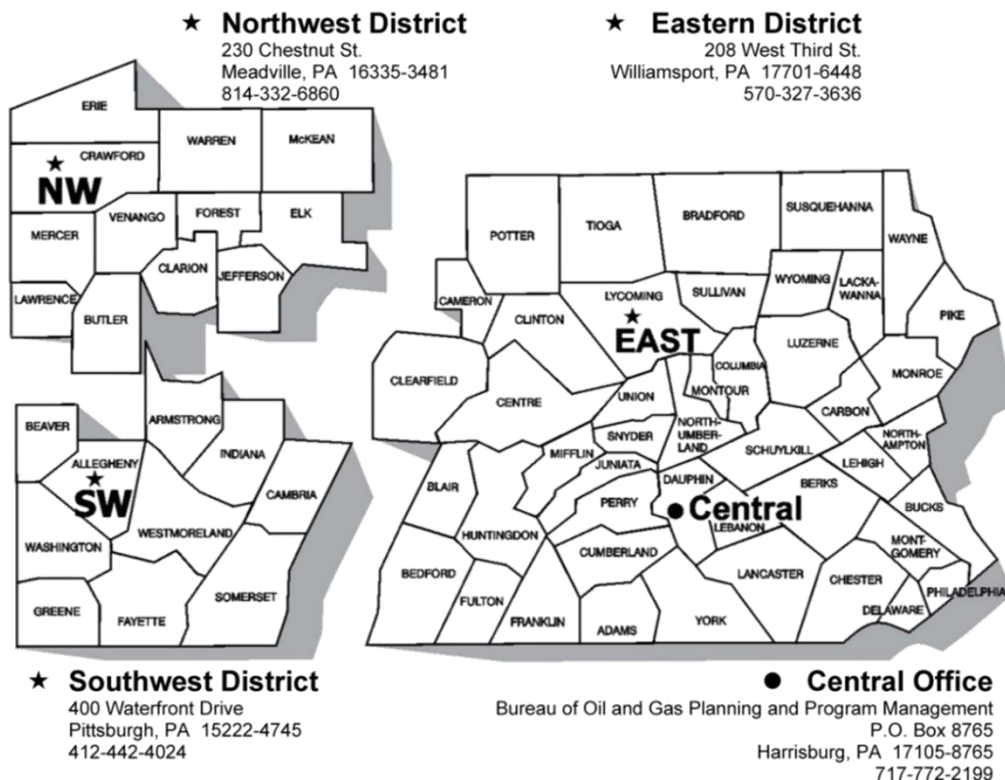 ★ Northwest District
230 Chestnut St.
Meadville, PA 16335-3481
814-332-6860
★ Eastern District
208 West Third St.
Williamsport, PA 17701-6448
570-327-3636
ERIE
WARREN
McKEAN
CRAWFORD
★
NW
VENANGO
FOREST
ELK
MERCER
CLARION
JEFFERSON
LAWRENCE
BUTLER
POTTER
TIOGA
BRADFORD
SUSQUEHANNA
WAYNE
CAMERON
CLINTON
LYCOMING
★
EAST
SULLIVAN
WYOMING
LACKA-
WANNA
PIKE
LUZERNE
CLEARFIELD
CENTRE
UNION
MONTOUR
COLUMBIA
MONROE
CARBON
SNYDER
NORTH-
UMBER-
LAND
SCHUYLKILL
NORTH-
AMPTON
LEHIGH
MIFFLIN
JUNIATA
DAUPHIN
BERKS
BUCKS
BLAIR
PERRY
● Central
LEBANON
HUNTINGDON
CUMBERLAND
MONT-
GOMERY
BEDFORD
LANCASTER
CHESTER
PHILADELPHIA
FULTON
FRANKLIN
ADAMS
YORK
DELAWARE
BEAVER
ARMSTRONG
INDIANA
ALLEGHENY
★
SW
CAMBRIA
WASHINGTON
WESTMORELAND
GREENE
FAYETTE
SOMERSET
★ Southwest District
400 Waterfront Drive
Pittsburgh, PA 15222-4745
412-442-4024
● Central Office
Bureau of Oil and Gas Planning and Program Management
P.O. Box 8765
Harrisburg, PA 17105-8765
717-772-2199